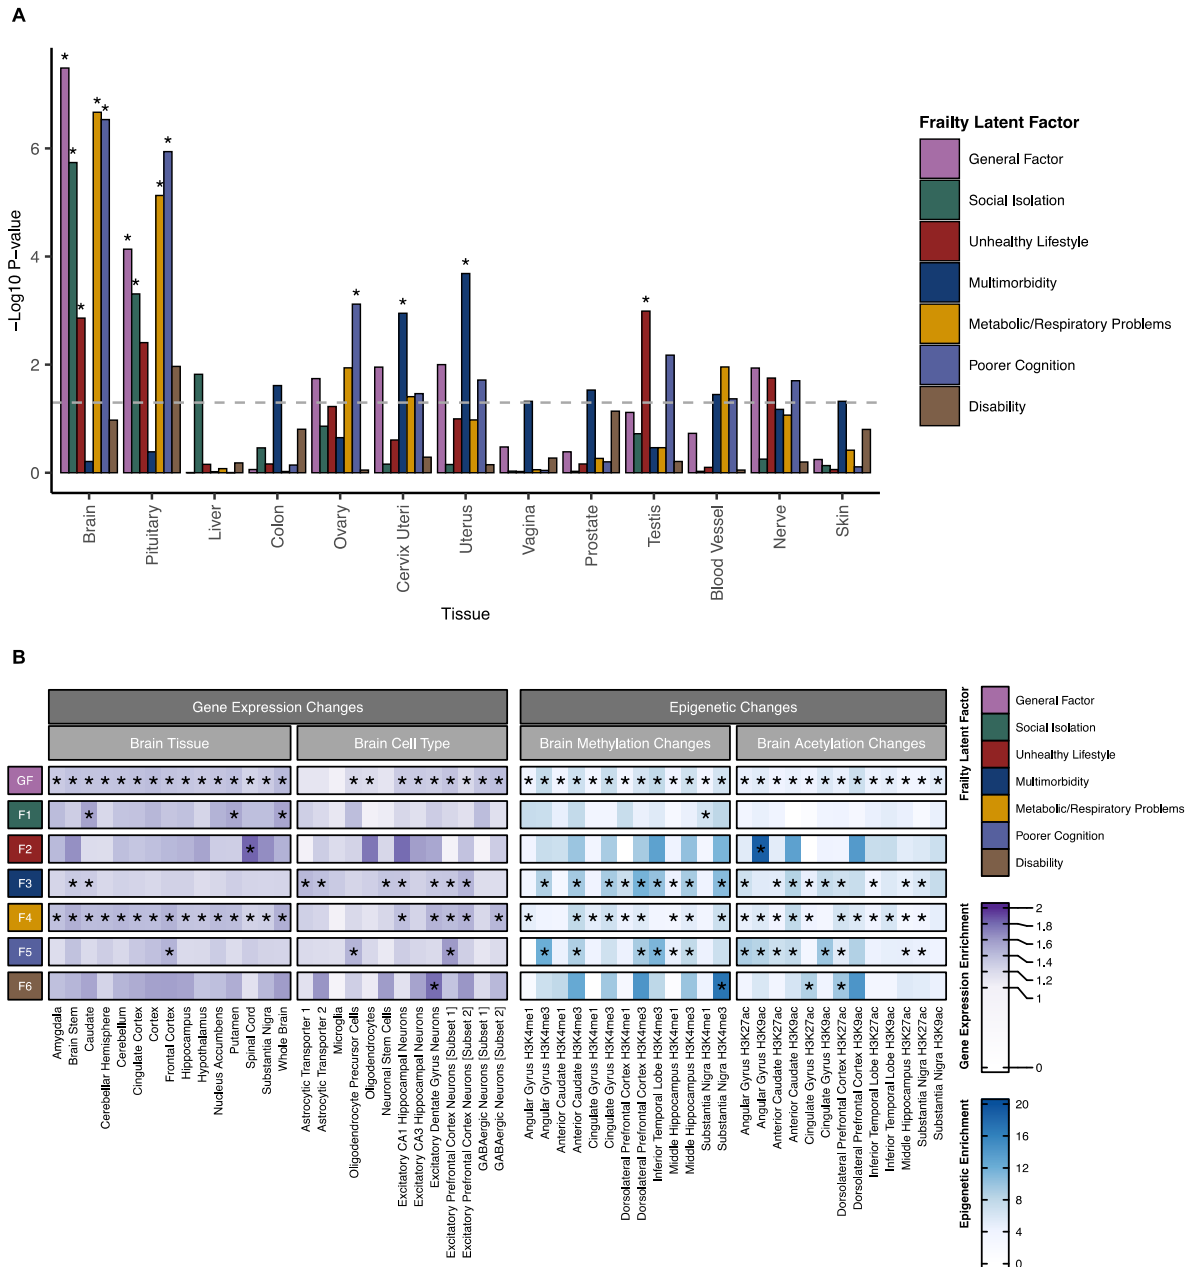 A
−Log10 P−value
6
4
2
0
Brain
Pituitary
Liver
Colon
Ovary
Cervix Uteri
Uterus
Vagina
Prostate
Testis
Blood Vessel
Nerve
Skin
Tissue
Frailty Latent Factor
General Factor
Social Isolation
Unhealthy Lifestyle
Multimorbidity
Metabolic/Respiratory Problems
Poorer Cognition
Disability
B
Gene Expression Changes
Epigenetic Changes
Brain Tissue
Brain Cell Type
Brain Methylation Changes
Brain Acetylation Changes
GF
F1
F2
F3
F4
F5
F6
Amygdala
Brain Stem
Caudate
Cerebellar Hemisphere
Cerebellum
Cingulate Cortex
Cortex
Frontal Cortex
Hippocampus
Hypothalamus
Nucleus Accumbens
Putamen
Spinal Cord
Substantia Nigra
Whole Brain
Astrocytic Transporter 1
Astrocytic Transporter 2
Microglia
Oligodendrocyte Precursor Cells
Oligodendrocytes
Neuronal Stem Cells
Excitatory CA1 Hippocampal Neurons
Excitatory CA3 Hippocampal Neurons
Excitatory Dentate Gyrus Neurons
Excitatory Prefrontal Cortex Neurons [Subset 1]
Excitatory Prefrontal Cortex Neurons [Subset 2]
GABAergic Neurons [Subset 1]
GABAergic Neurons [Subset 2]
Angular Gyrus H3K4me1
Angular Gyrus H3K4me3
Anterior Caudate H3K4me1
Anterior Caudate H3K4me3
Cingulate Gyrus H3K4me1
Cingulate Gyrus H3K4me3
Dorsolateral Prefrontal Cortex H3K4me1
Dorsolateral Prefrontal Cortex H3K4me3
Inferior Temporal Lobe H3K4me3
Middle Hippocampus H3K4me1
Middle Hippocampus H3K4me3
Substantia Nigra H3K4me1
Substantia Nigra H3K4me3
Angular Gyrus H3K27ac
Angular Gyrus H3K9ac
Anterior Caudate H3K27ac
Anterior Caudate H3K9ac
Cingulate Gyrus H3K27ac
Cingulate Gyrus H3K9ac
Dorsolateral Prefrontal Cortex H3K27ac
Dorsolateral Prefrontal Cortex H3K9ac
Inferior Temporal Lobe H3K27ac
Inferior Temporal Lobe H3K9ac
Middle Hippocampus H3K27ac
Substantia Nigra H3K27ac
Substantia Nigra H3K9ac
Frailty Latent Factor
General Factor
Social Isolation
Unhealthy Lifestyle
Multimorbidity
Metabolic/Respiratory Problems
Poorer Cognition
Disability
Gene Expression Enrichment
2
1.8
1.6
1.4
1.2
1
0
Epigenetic Enrichment
20
16
12
8
4
0